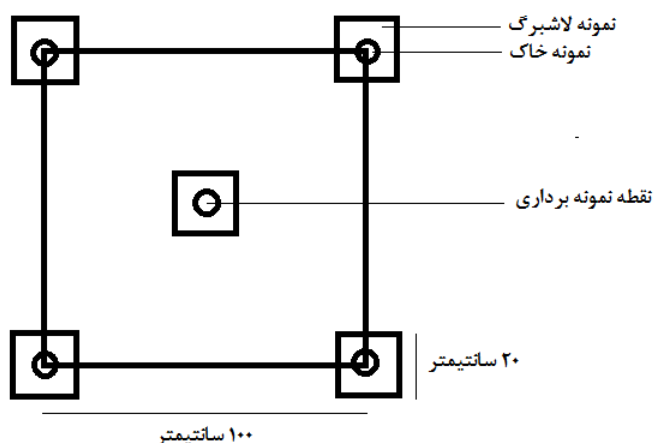 نمونه لاشبرگ
نمونه خاک
نقطه نمونه برداری
۲۰ سانتیمتر
۱۰۰ سانتیمتر